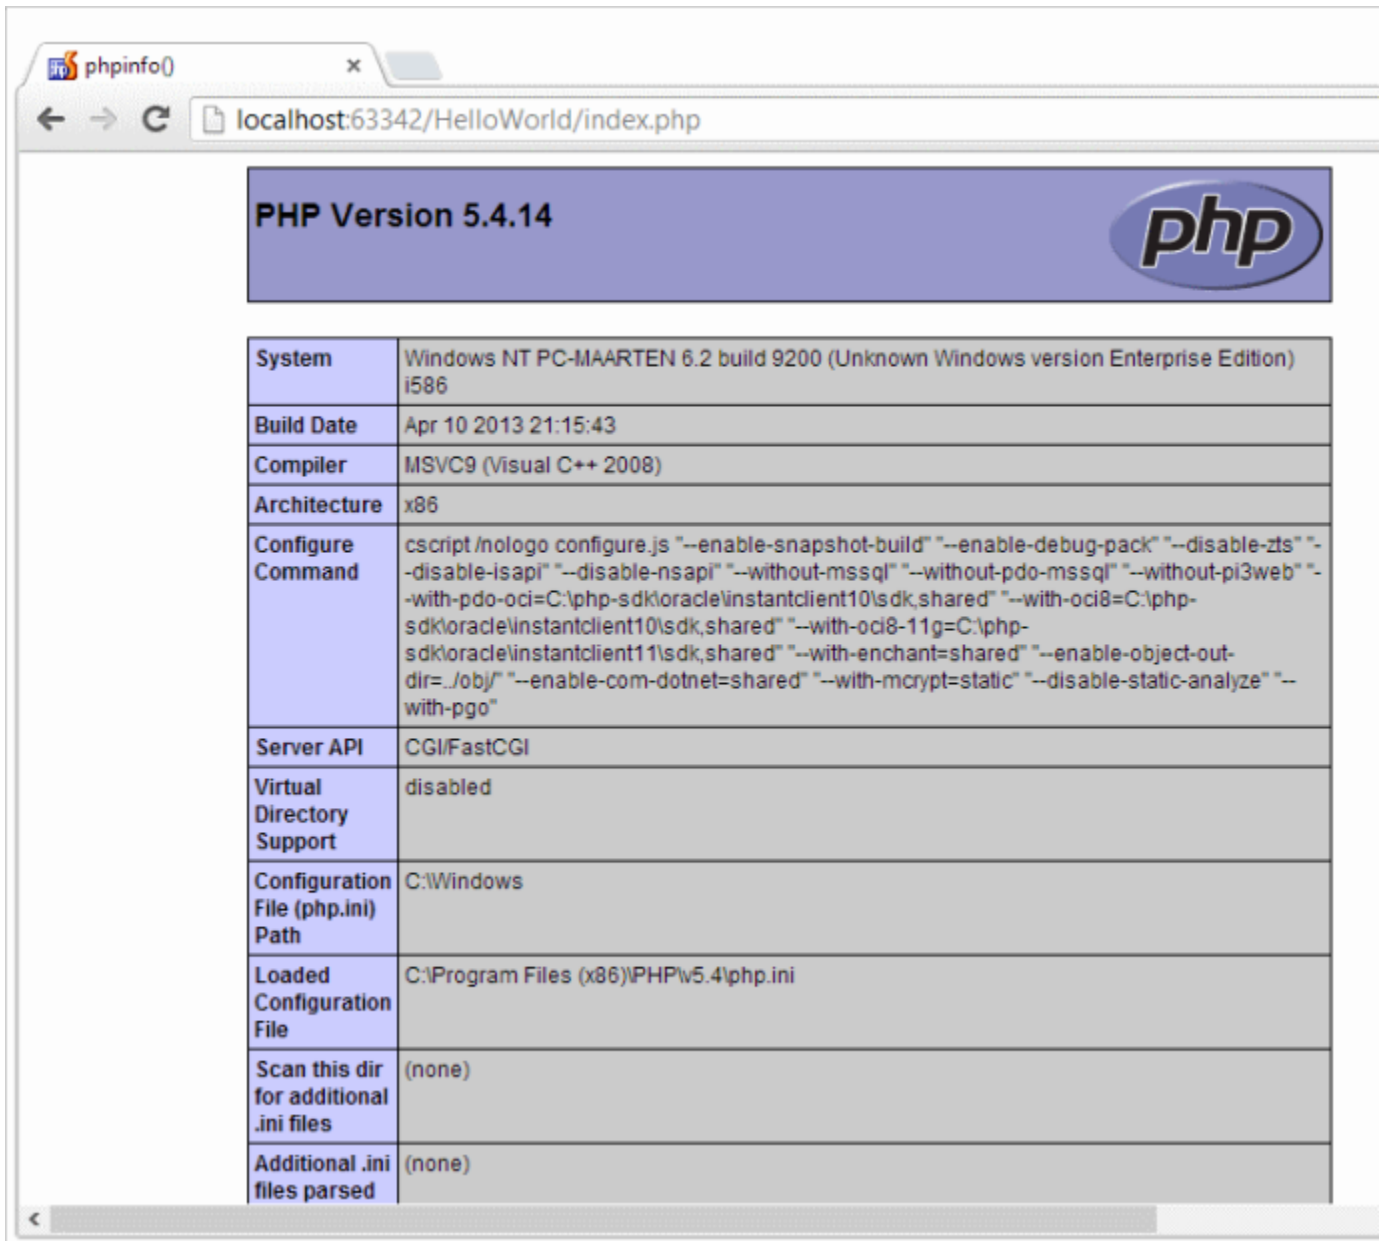 phpinfo()
localhost:63342/HelloWorld/index.php
PHP Version 5.4.14
php
System
Windows NT PC-MAARTEN 6.2 build 9200 (Unknown Windows version Enterprise Edition)
i586
Build Date
Apr 10 2013 21:15:43
Compiler
MSVC9 (Visual C++ 2008)
Architecture
x86
Configure
Command
cscript /nologo configure.js "--enable-snapshot-build" "--enable-debug-pack" "--disable-zts" "-
-disable-isapi" "--disable-nsapi" "--without-mssql" "--without-pdo-mssql" "--without-pi3web" "-
-with-pdo-oci=C:\php-sdk\oracle\instantclient10\sdk,shared" "--with-oci8=C:\php-
sdk\oracle\instantclient10\sdk,shared" "--with-oci8-11g=C:\php-
sdk\oracle\instantclient11\sdk,shared" "--with-enchant=shared" "--enable-object-out-
dir=../obj/" "--enable-com-dotnet=shared" "--with-mcrypt=static" "--disable-static-analyze" "--
with-pgo"
Server API
CGI/FastCGI
Virtual
Directory
Support
disabled
Configuration
File (php.ini)
Path
C:\Windows
Loaded
Configuration
File
C:\Program Files (x86)\PHP\v5.4\php.ini
Scan this dir
for additional
.ini files
(none)
Additional .ini
files parsed
(none)